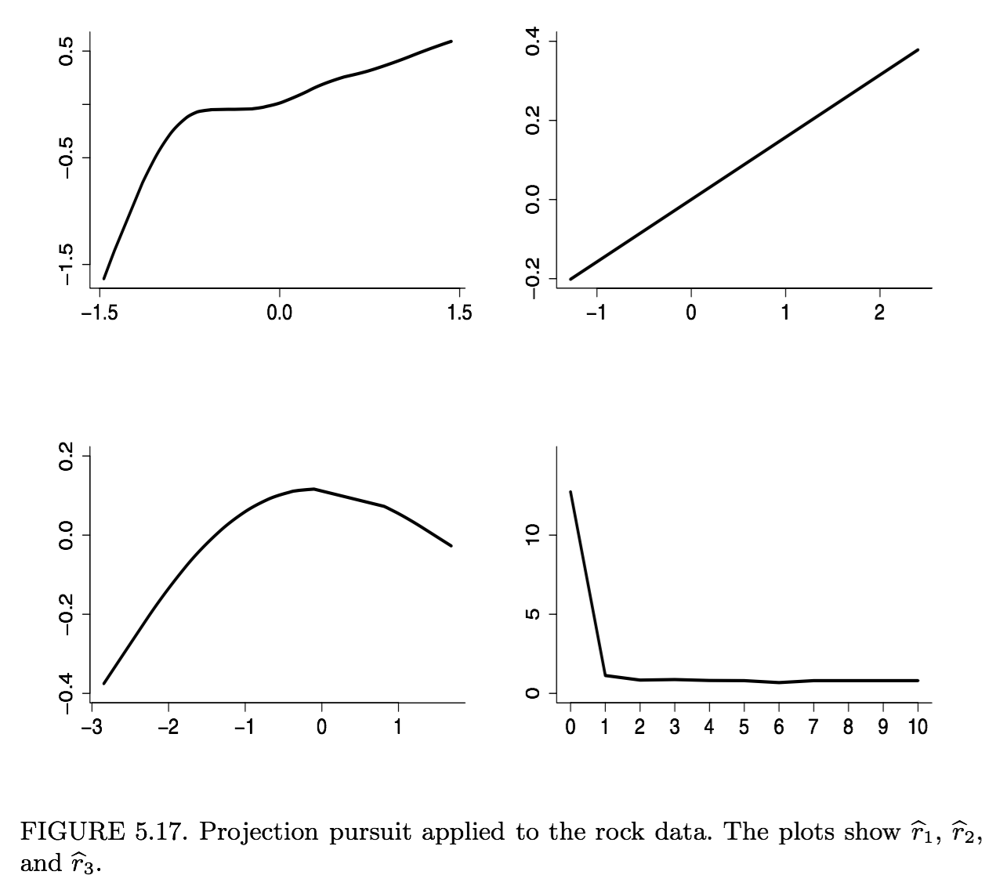 0.5
−0.5
−1.5
−1.5 0.0 1.5
0.4
0.2
0.0
−0.2
−1 0 1 2
0.2
0.0
−0.2
−0.4
−3 −2 −1 0 1
10
5
0
0 1 2 3 4 5 6 7 8 9 10
FIGURE 5.17. Projection pursuit applied to the rock data. The plots show r̂₁, r̂₂,
and r̂₃.